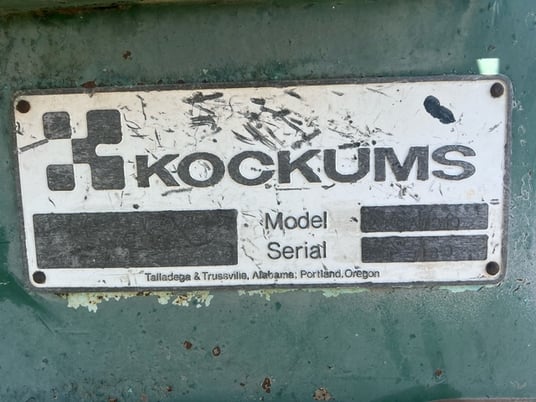 KOCKUMS
Model
Serial
Talladega & Trussville, Alabama, Portland, Oregon